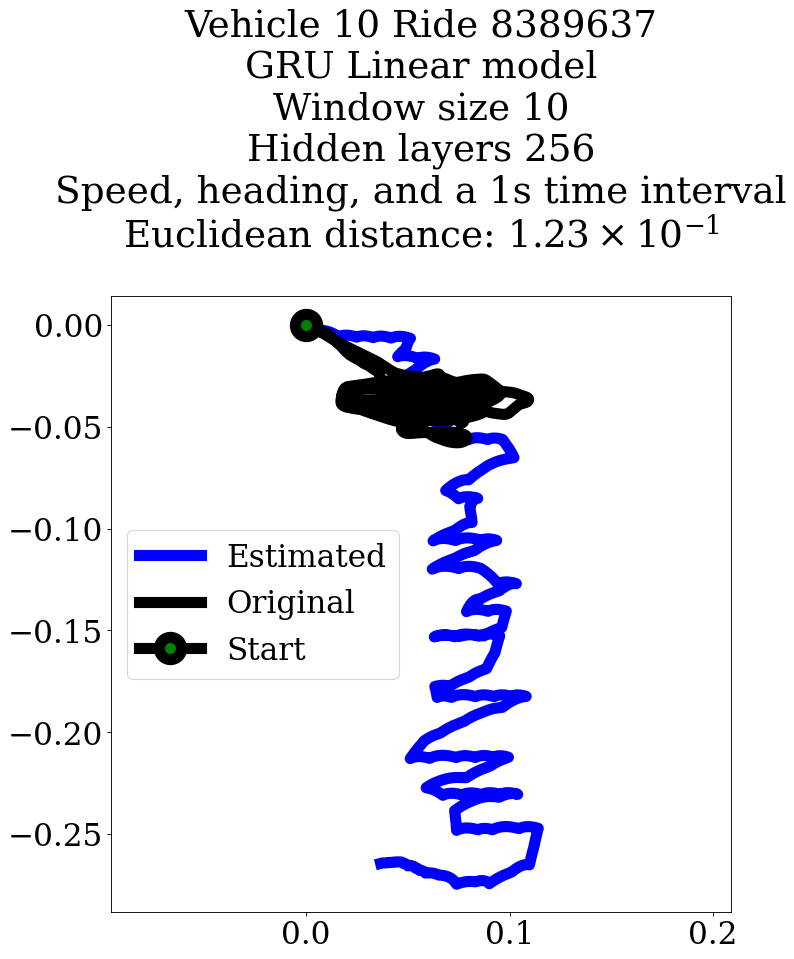 Vehicle 10 Ride 8389637
GRU Linear model
Window size 10
Hidden layers 256
Speed, heading, and a 1s time interval
Euclidean distance: 1.23 × 10⁻¹
0.00
−0.05
−0.10
−0.15
−0.20
−0.25
Estimated
Original
Start
0.0 0.1 0.2